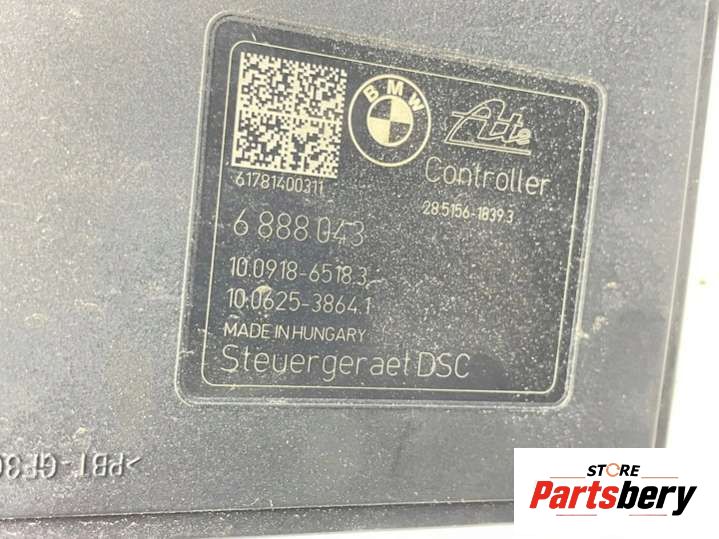 BMW
Ate
61781400311
Controller
28.5156-1839.3
6 888 043
10.0918-6518.3
10.0625-3864.1
MADE IN HUNGARY
Steuergeraet DSC
>PBT-GF30
STORE
Partsbery